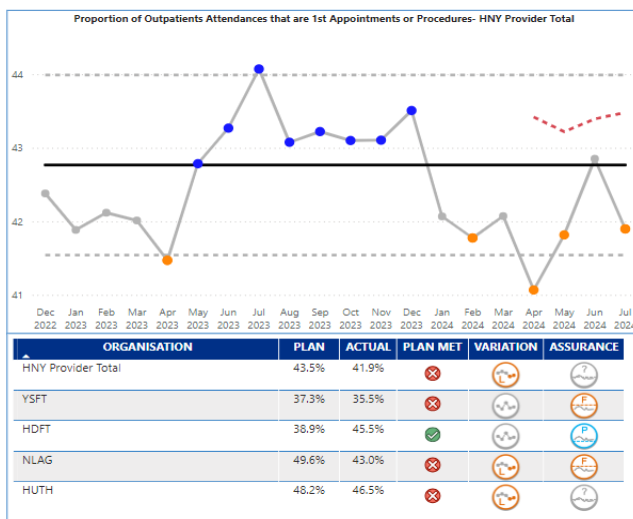 Proportion of Outpatients Attendances that are 1st Appointments or Procedures- HNY Provider Total
44
43
42
41
Dec Jan Feb Mar Apr May Jun Jul Aug Sep Oct Nov Dec Jan Feb Mar Apr May Jun Jul
2022 2023 2023 2023 2023 2023 2023 2023 2023 2023 2023 2023 2023 2024 2024 2024 2024 2024 2024 2024
ORGANISATION PLAN ACTUAL PLAN MET VARIATION ASSURANCE
HNY Provider Total 43.5% 41.9% L ?
YSFT 37.3% 35.5% F
HDFT 38.9% 45.5% P
NLAG 49.6% 43.0% L F
HUTH 48.2% 46.5% L ?